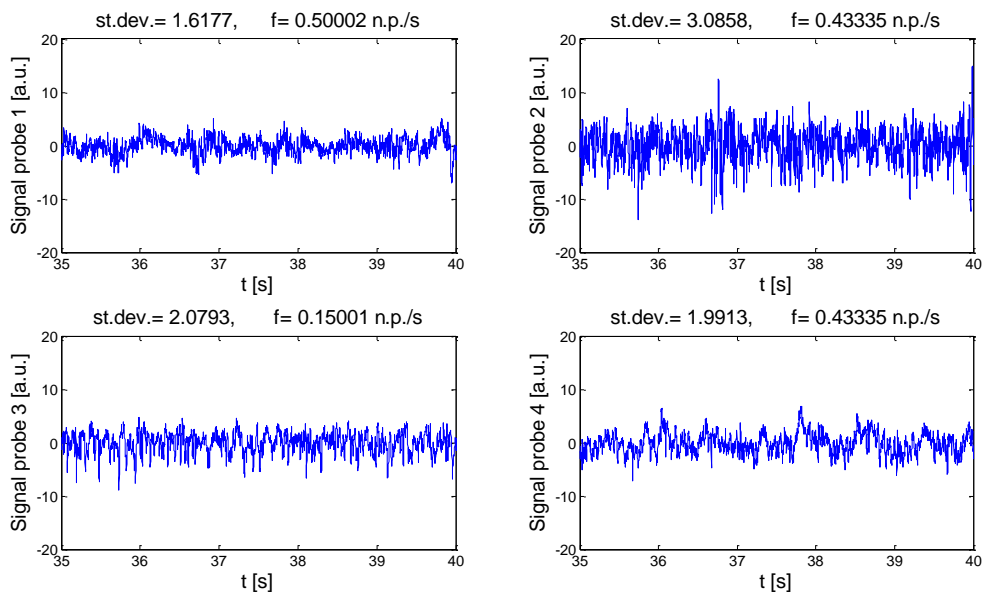 st.dev.= 1.6177, f= 0.50002 n.p./s
Signal probe 1 [a.u.]
20
10
0
-10
-20
35 36 37 38 39 40
t [s]
st.dev.= 3.0858, f= 0.43335 n.p./s
Signal probe 2 [a.u.]
20
10
0
-10
-20
35 36 37 38 39 40
t [s]
st.dev.= 2.0793, f= 0.15001 n.p./s
Signal probe 3 [a.u.]
20
10
0
-10
-20
35 36 37 38 39 40
t [s]
st.dev.= 1.9913, f= 0.43335 n.p./s
Signal probe 4 [a.u.]
20
10
0
-10
-20
35 36 37 38 39 40
t [s]